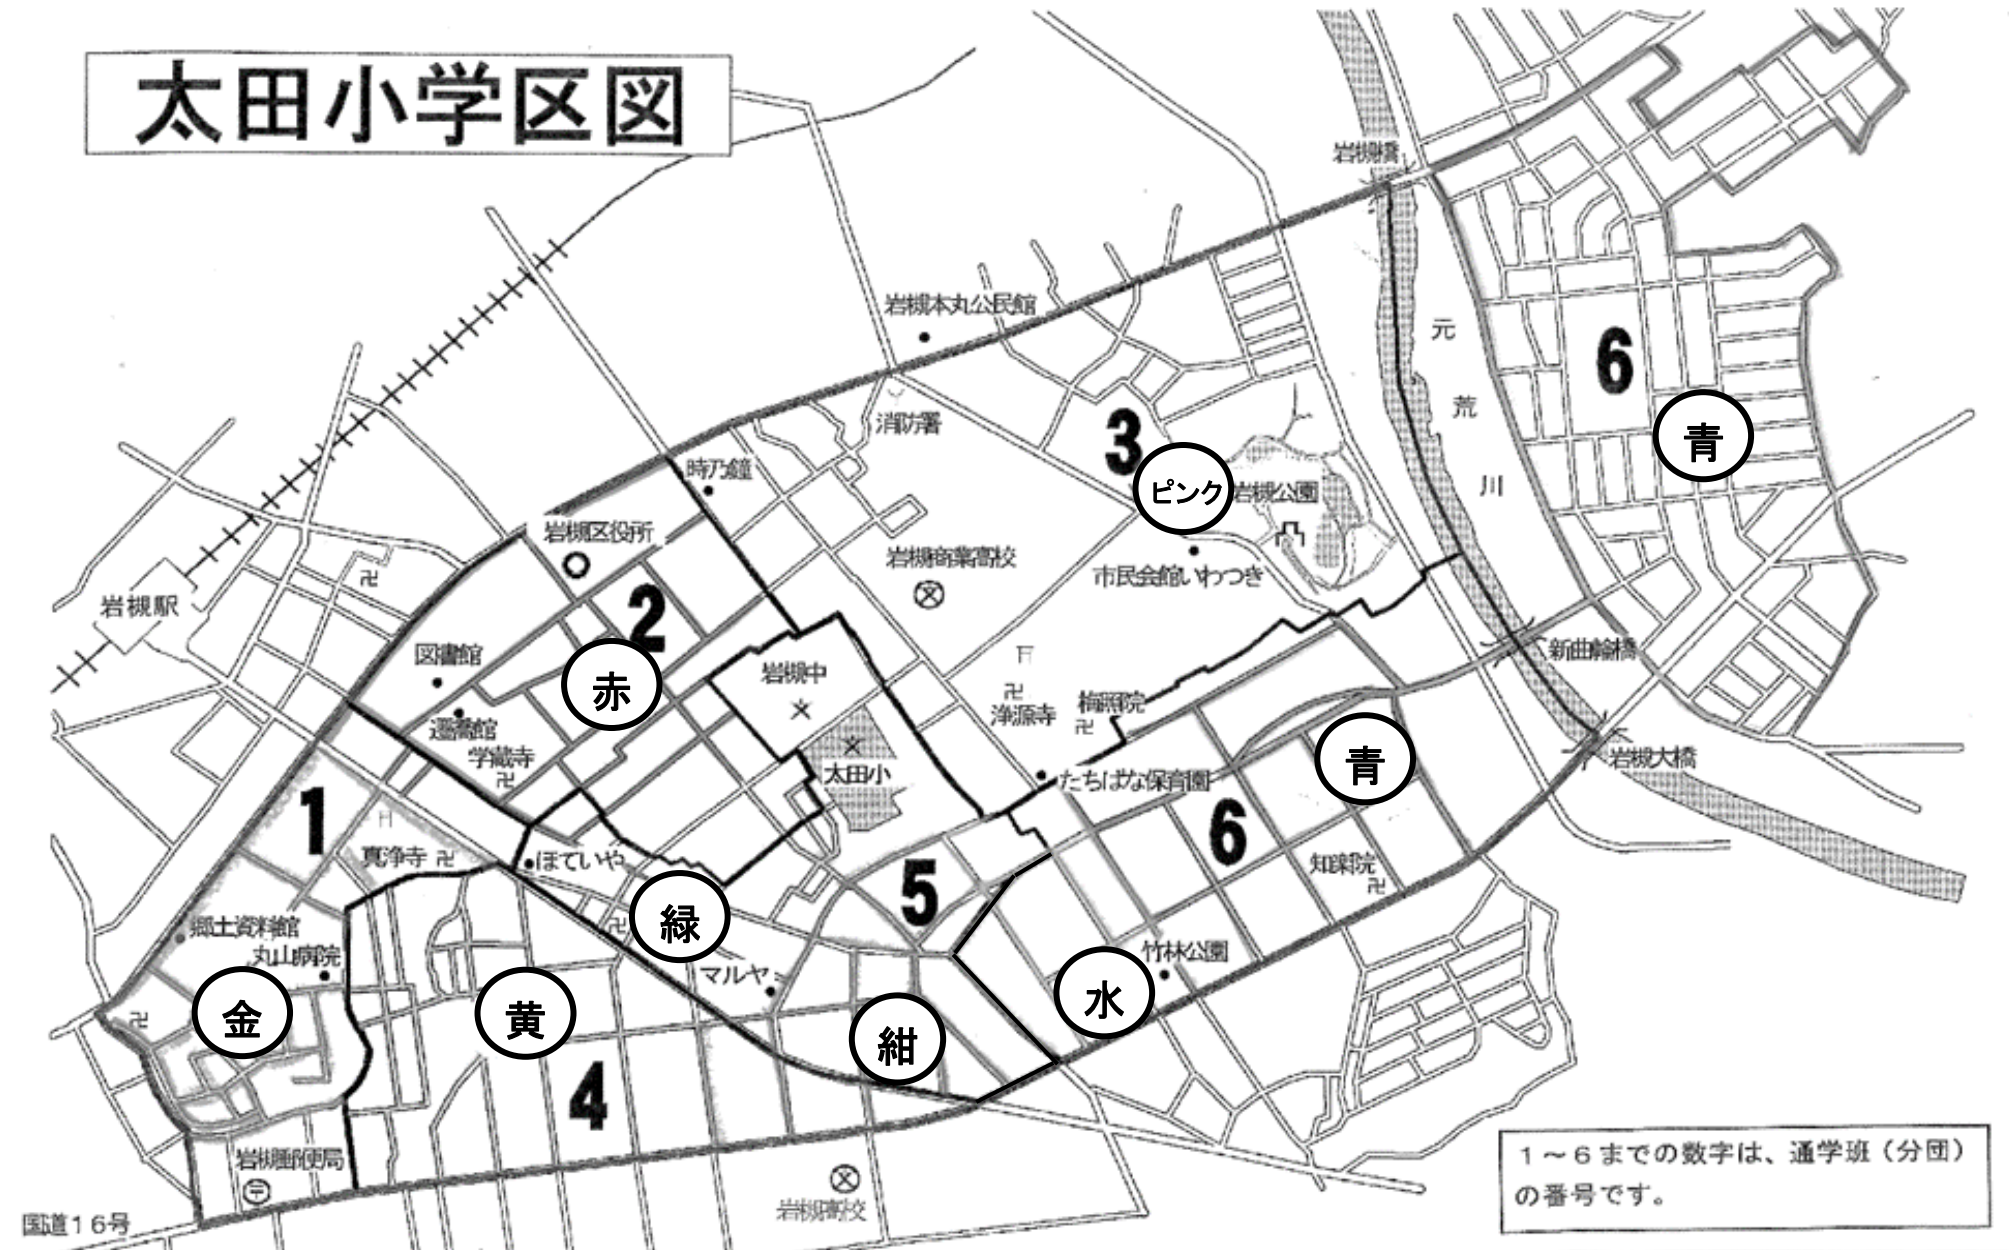 太田小学区図
岩槻橋
岩槻本丸公民館
元荒川
6
青
消防署
3
ピンク
岩槻公園
時乃鐘
岩槻区役所
岩槻商業高校
市民会館いわつき
岩槻駅
2
赤
図書館
遷喬館
学蔵寺
岩槻中
太田小
浄源寺
梅照院
新曲輪橋
岩槻大橋
たちばな保育園
青
6
知楽院
1
真浄寺
ほていや
5
緑
郷土資料館
丸山病院
マルヤ
竹林公園
金
黄
紺
水
4
岩槻郵便局
岩槻高校
国道16号
1～6までの数字は、通学班(分団)
の番号です。